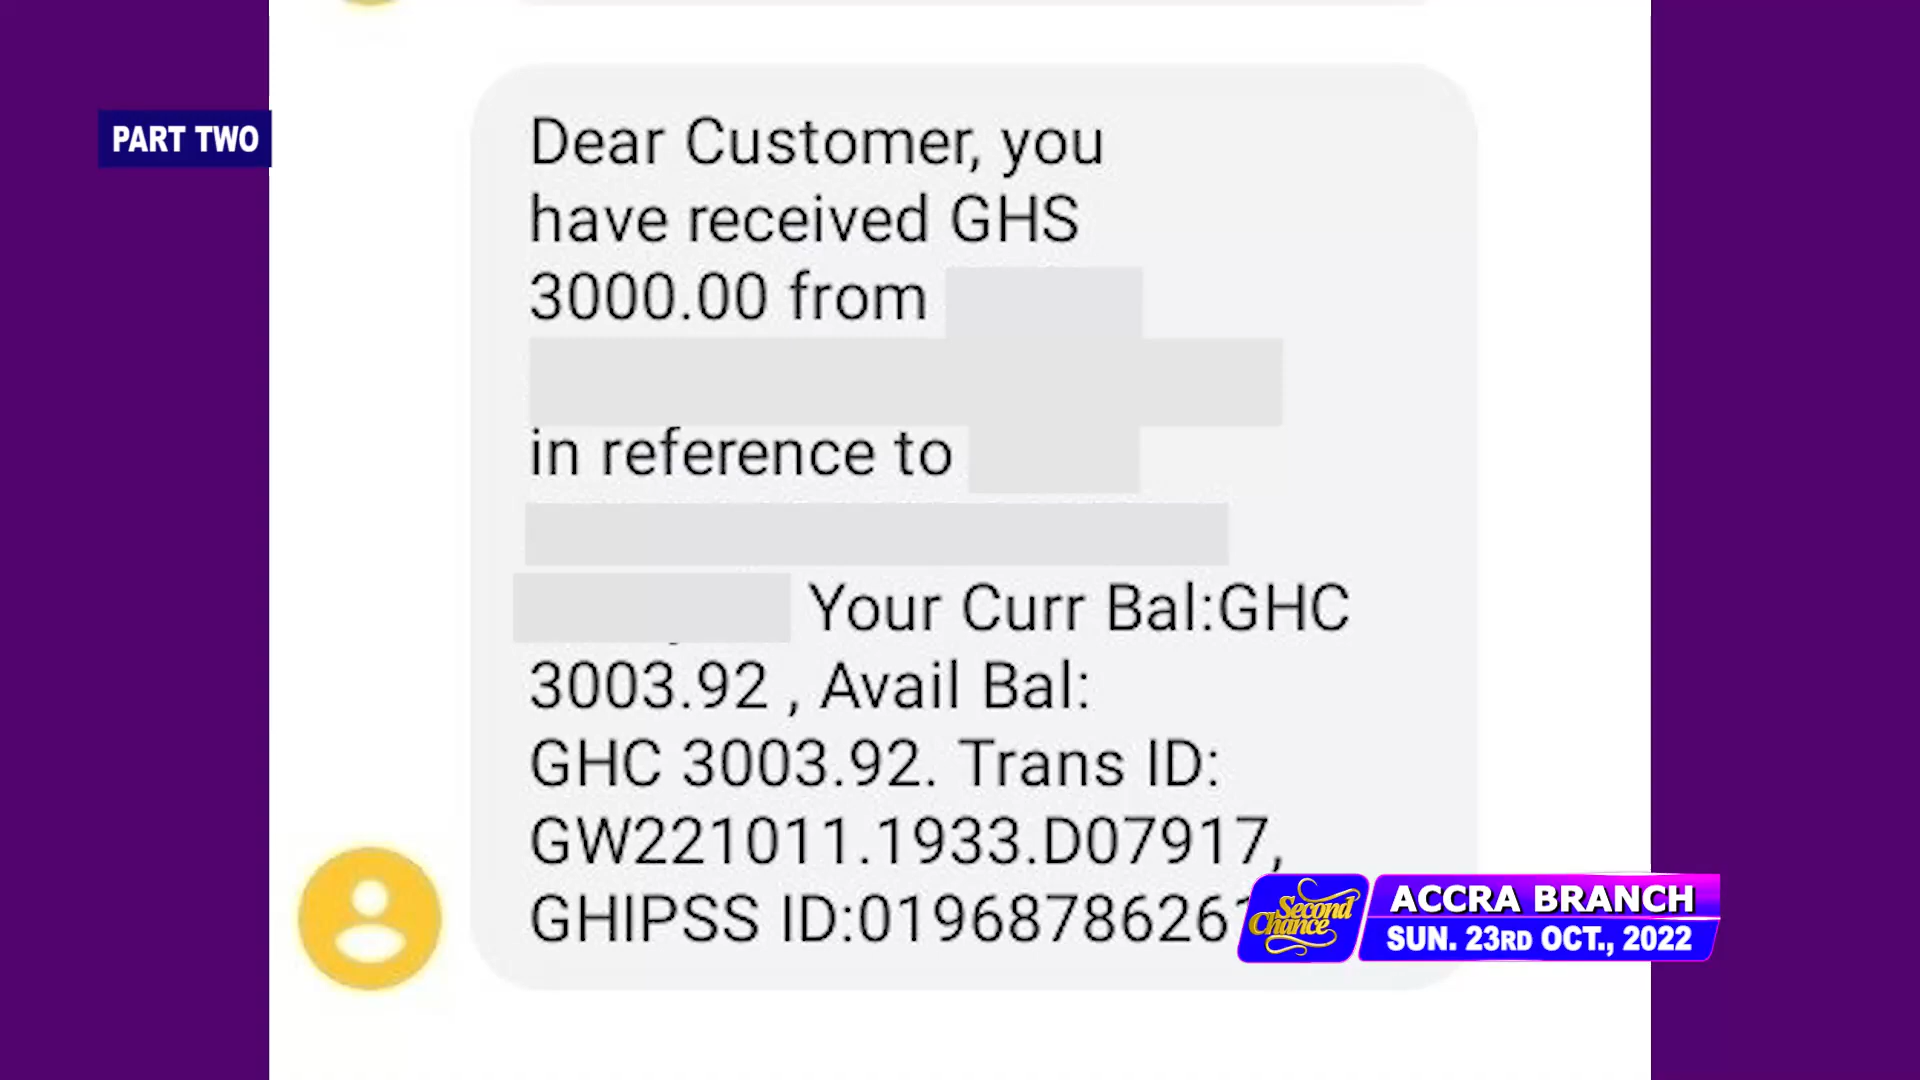 PART TWO
Dear Customer, you
have received GHS
3000.00 from
in reference to
Your Curr Bal:GHC
3003.92 , Avail Bal:
GHC 3003.92. Trans ID:
GW221011.1933.D07917,
GHIPSS ID:01968786261
Second
Chance
ACCRA BRANCH
SUN. 23RD OCT., 2022